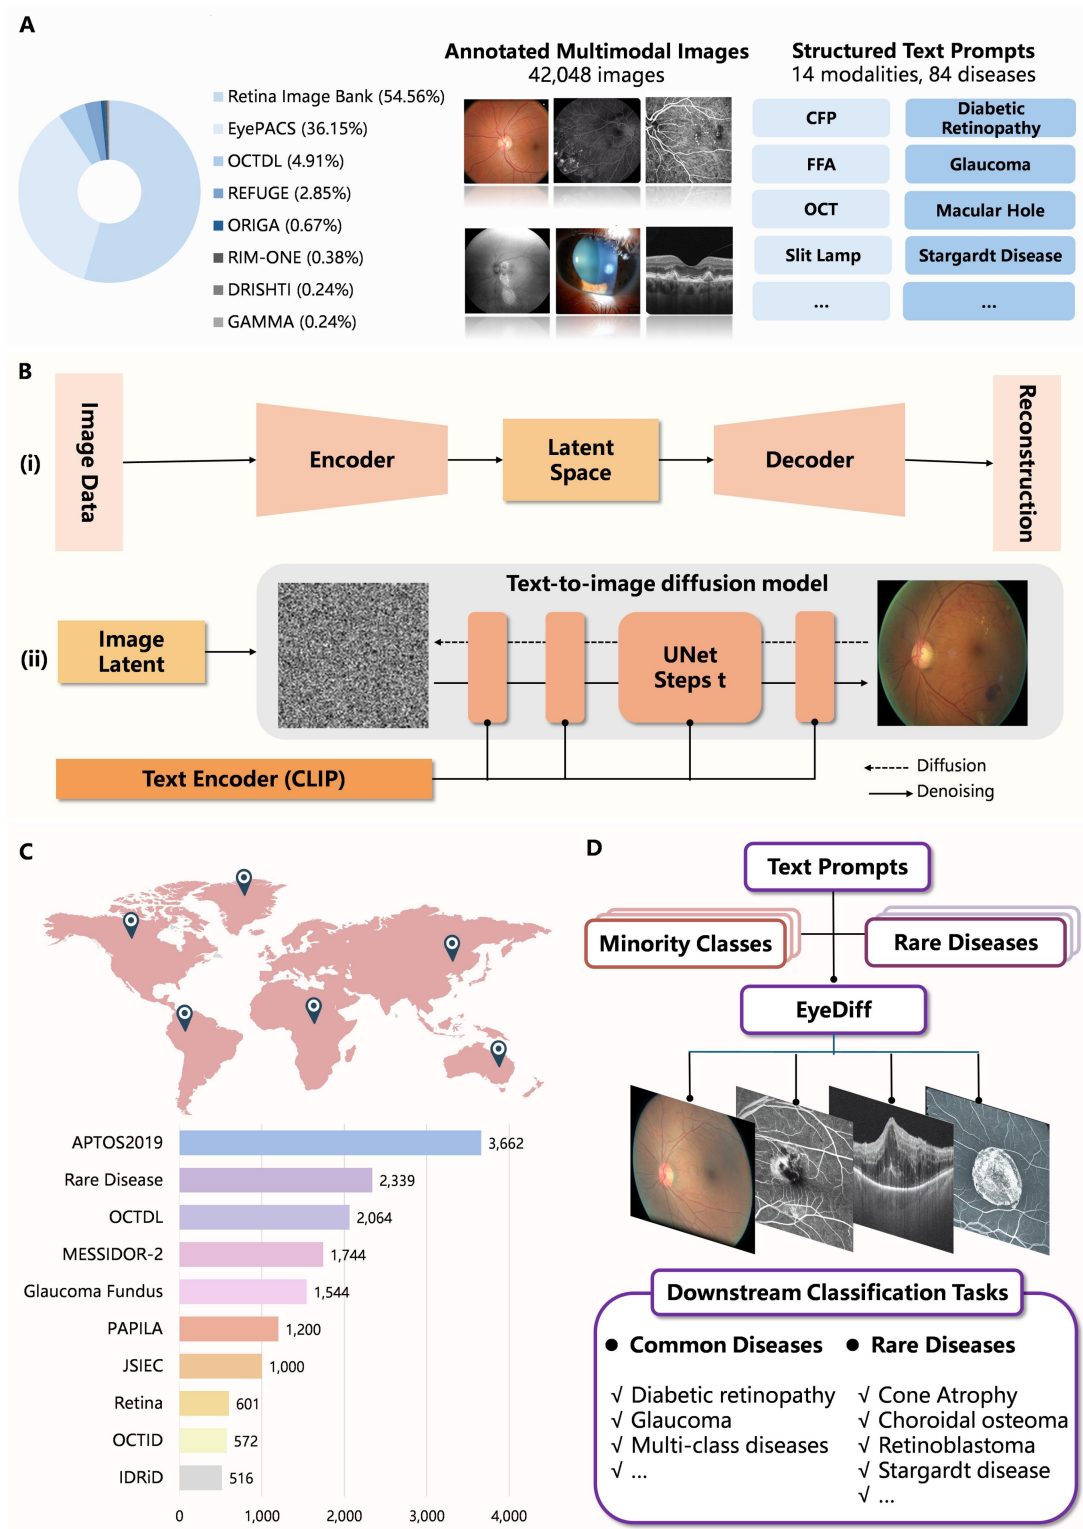 A
Retina Image Bank (54.56%)
EyePACS (36.15%)
OCTDL (4.91%)
REFUGE (2.85%)
ORIGA (0.67%)
RIM-ONE (0.38%)
DRISHTI (0.24%)
GAMMA (0.24%)
Annotated Multimodal Images
42,048 images
Structured Text Prompts
14 modalities, 84 diseases
CFP
Diabetic
Retinopathy
FFA
Glaucoma
OCT
Macular Hole
Slit Lamp
Stargardt Disease
...
...
B
(i)
Image Data
Encoder
Latent
Space
Decoder
Reconstruction
(ii)
Image
Latent
Text-to-image diffusion model
UNet
Steps t
Text Encoder (CLIP)
Diffusion
Denoising
C
APTOS2019
3,662
Rare Disease
2,339
OCTDL
2,064
MESSIDOR-2
1,744
Glaucoma Fundus
1,544
PAPILA
1,200
JSIEC
1,000
Retina
601
OCTID
572
IDRiD
516
0
1,000
2,000
3,000
4,000
D
Text Prompts
Minority Classes
Rare Diseases
EyeDiff
Downstream Classification Tasks
● Common Diseases
√ Diabetic retinopathy
√ Glaucoma
√ Multi-class diseases
√ ...
● Rare Diseases
√ Cone Atrophy
√ Choroidal osteoma
√ Retinoblastoma
√ Stargardt disease
√ ...